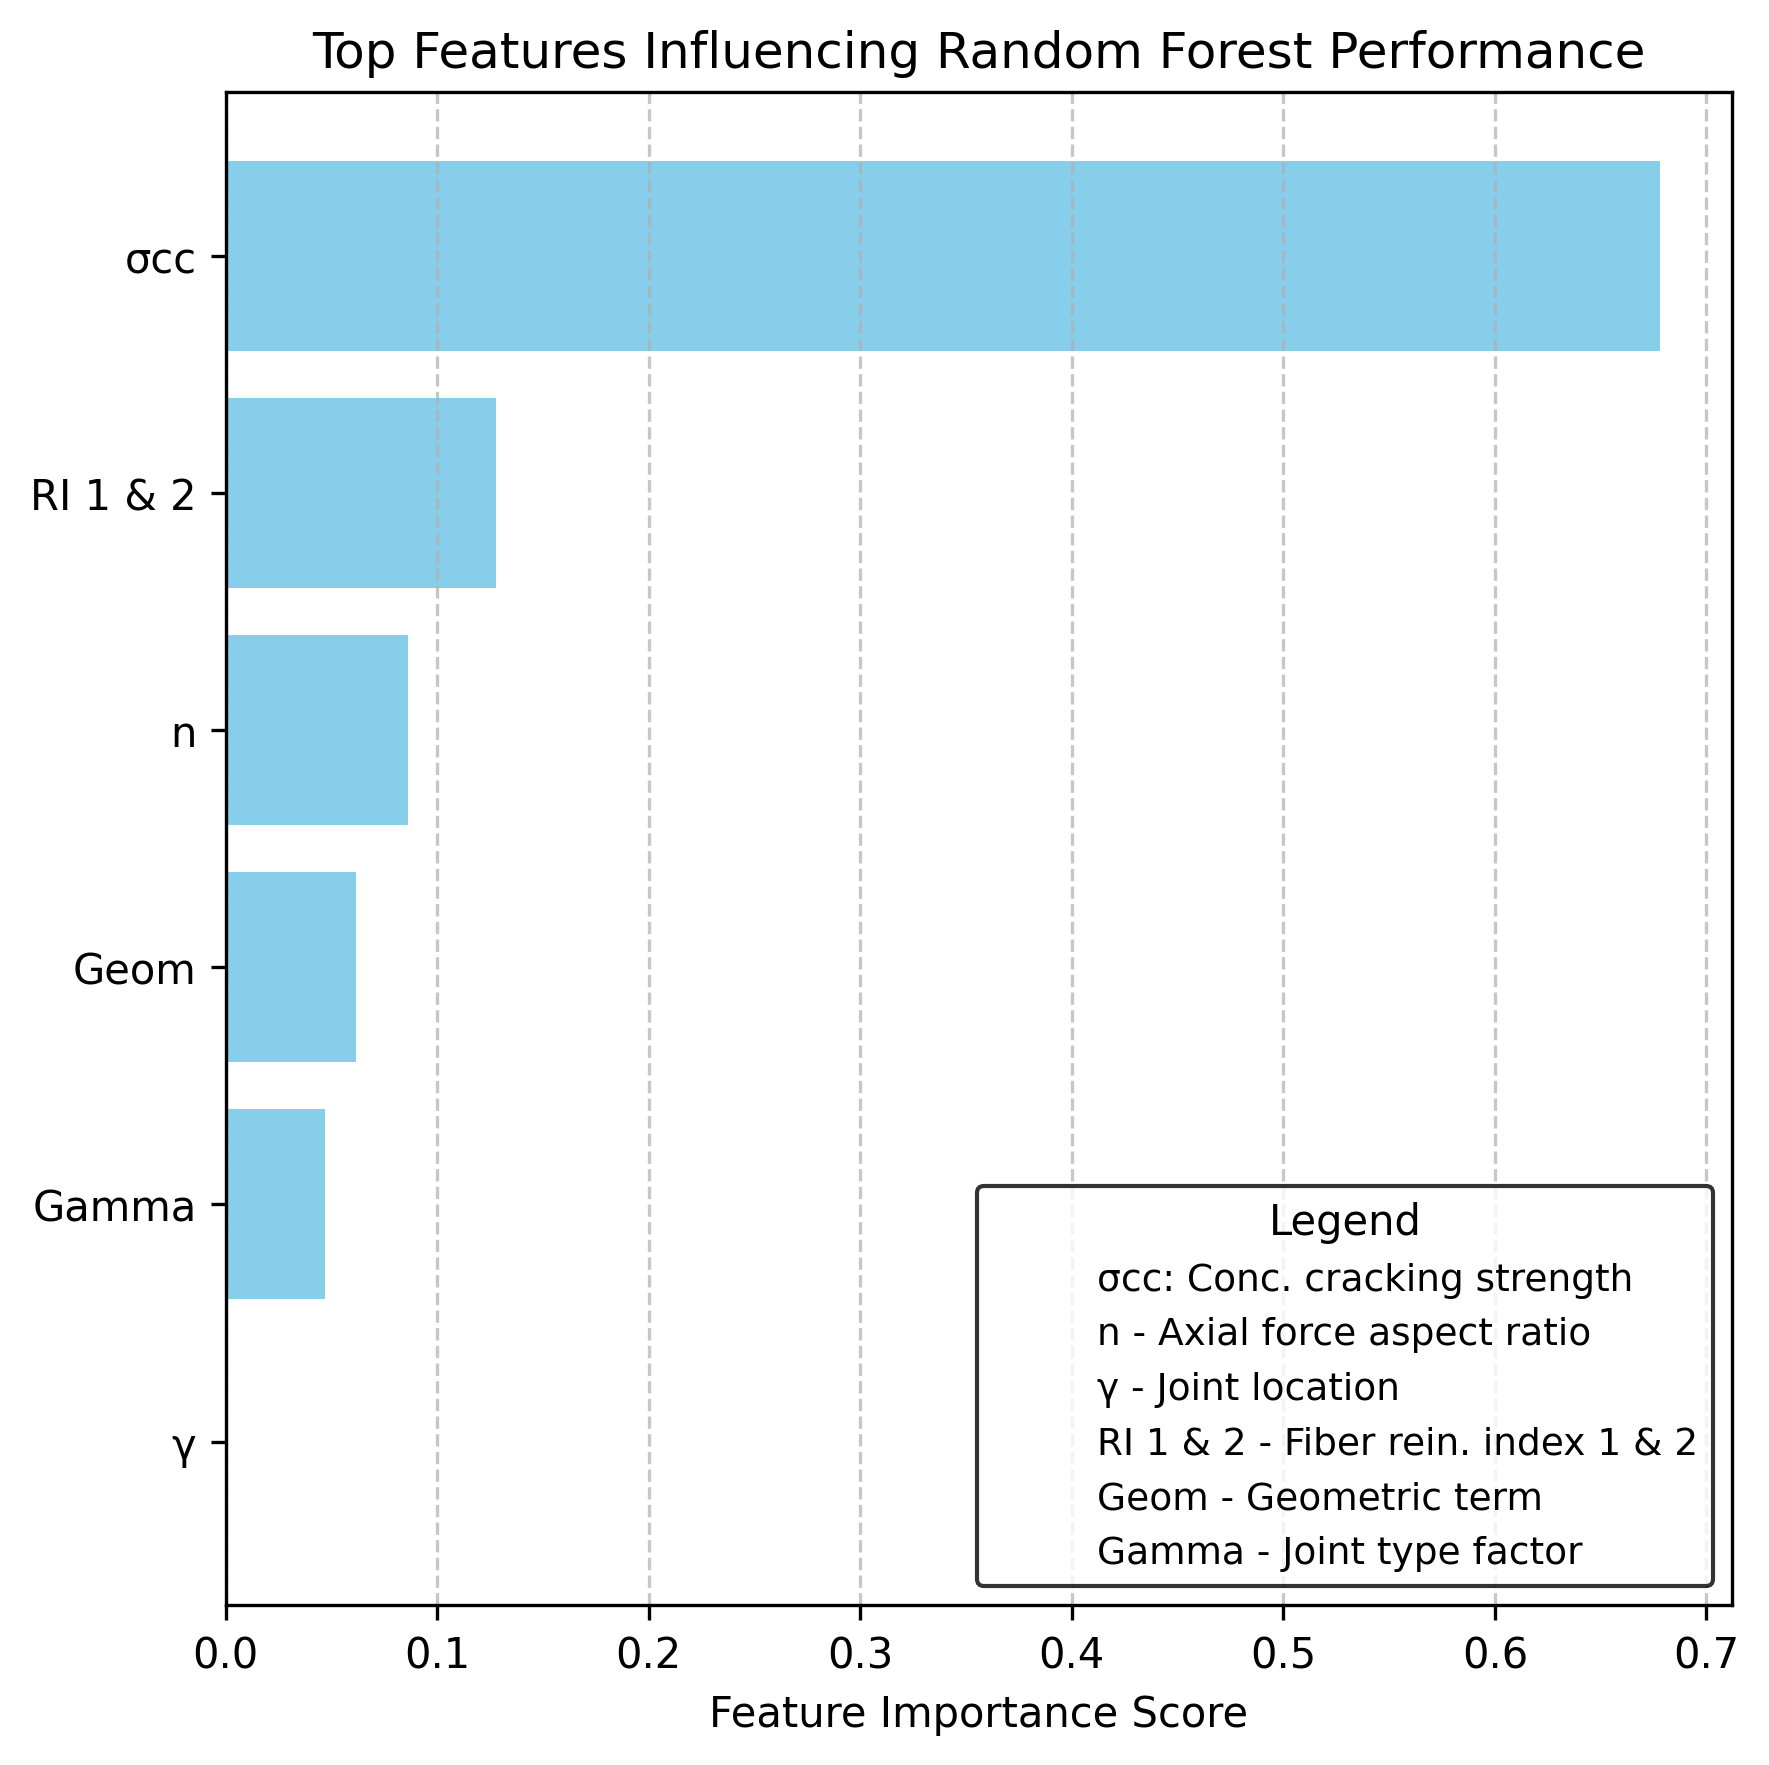 Top Features Influencing Random Forest Performance
σcc
RI 1 & 2
n
Geom
Gamma
γ
Legend
σcc: Conc. cracking strength
n - Axial force aspect ratio
γ - Joint location
RI 1 & 2 - Fiber rein. index 1 & 2
Geom - Geometric term
Gamma - Joint type factor
0.0 0.1 0.2 0.3 0.4 0.5 0.6 0.7
Feature Importance Score